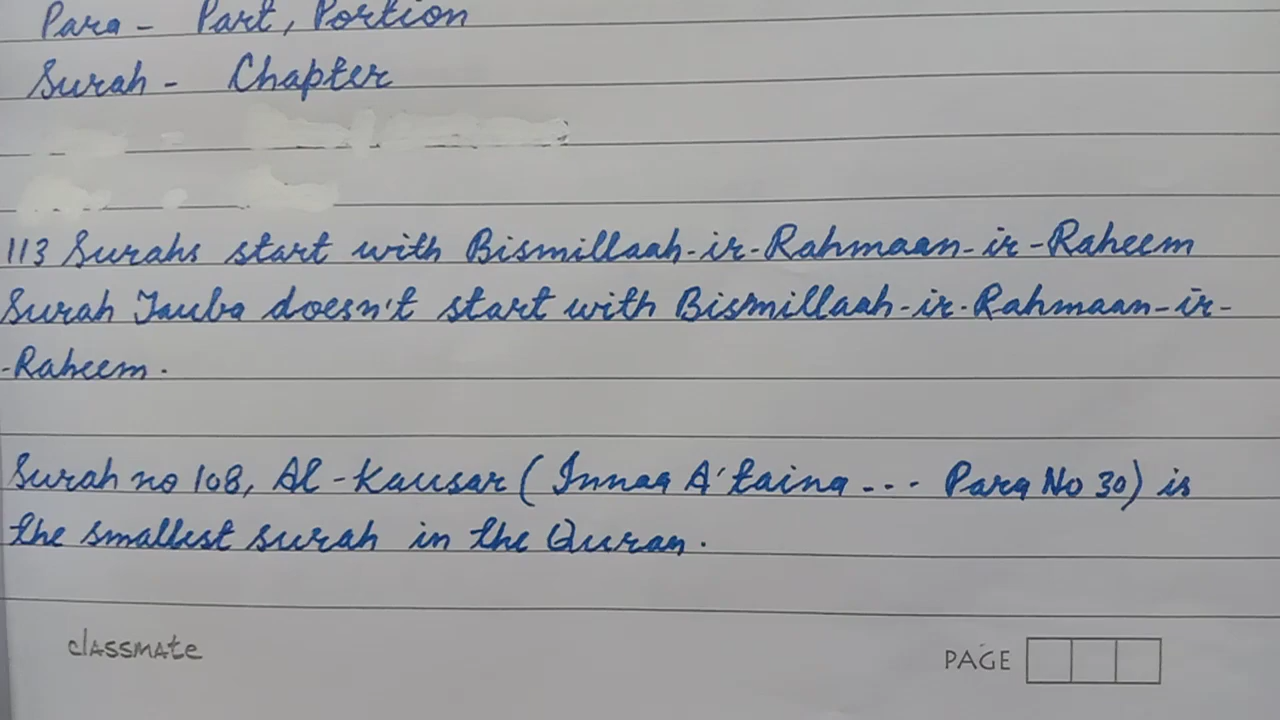 Para - Part, Portion
Surah - Chapter
113 Surahs start with Bismillaah-ir-Rahmaan-ir-Raheem
Surah Tauba doesn't start with Bismillaah-ir-Rahmaan-ir-
-Raheem.
Surah no 108, Al-Kausar ( Innaa A'taina --- Para No 30) is
the smallest surah in the Quran.
classmate
PAGE